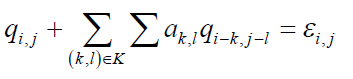 q_{i,j} + \sum_{(k,l)\in K} \sum a_{k,l} q_{i-k,j-l} = \varepsilon_{i,j}